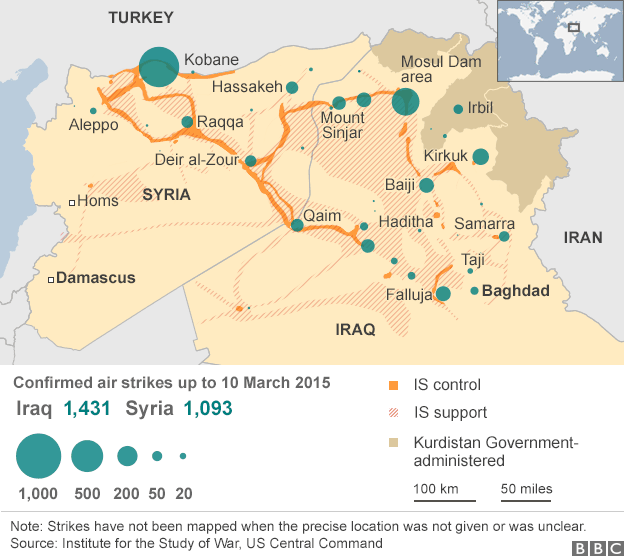 TURKEY
Kobane
Hassakeh
Mosul Dam
area
Aleppo
Raqqa
Mount
Sinjar
Irbil
Deir al-Zour
Kirkuk
SYRIA
Baiji
Homs
Qaim
Haditha
Samarra
IRAN
Damascus
Taji
Falluja
Baghdad
IRAQ
Confirmed air strikes up to 10 March 2015
Iraq 1,431 Syria 1,093
1,000 500 200 50 20
IS control
IS support
Kurdistan Government-
administered
100 km 50 miles
Note: Strikes have not been mapped when the precise location was not given or was unclear.
Source: Institute for the Study of War, US Central Command
BBC